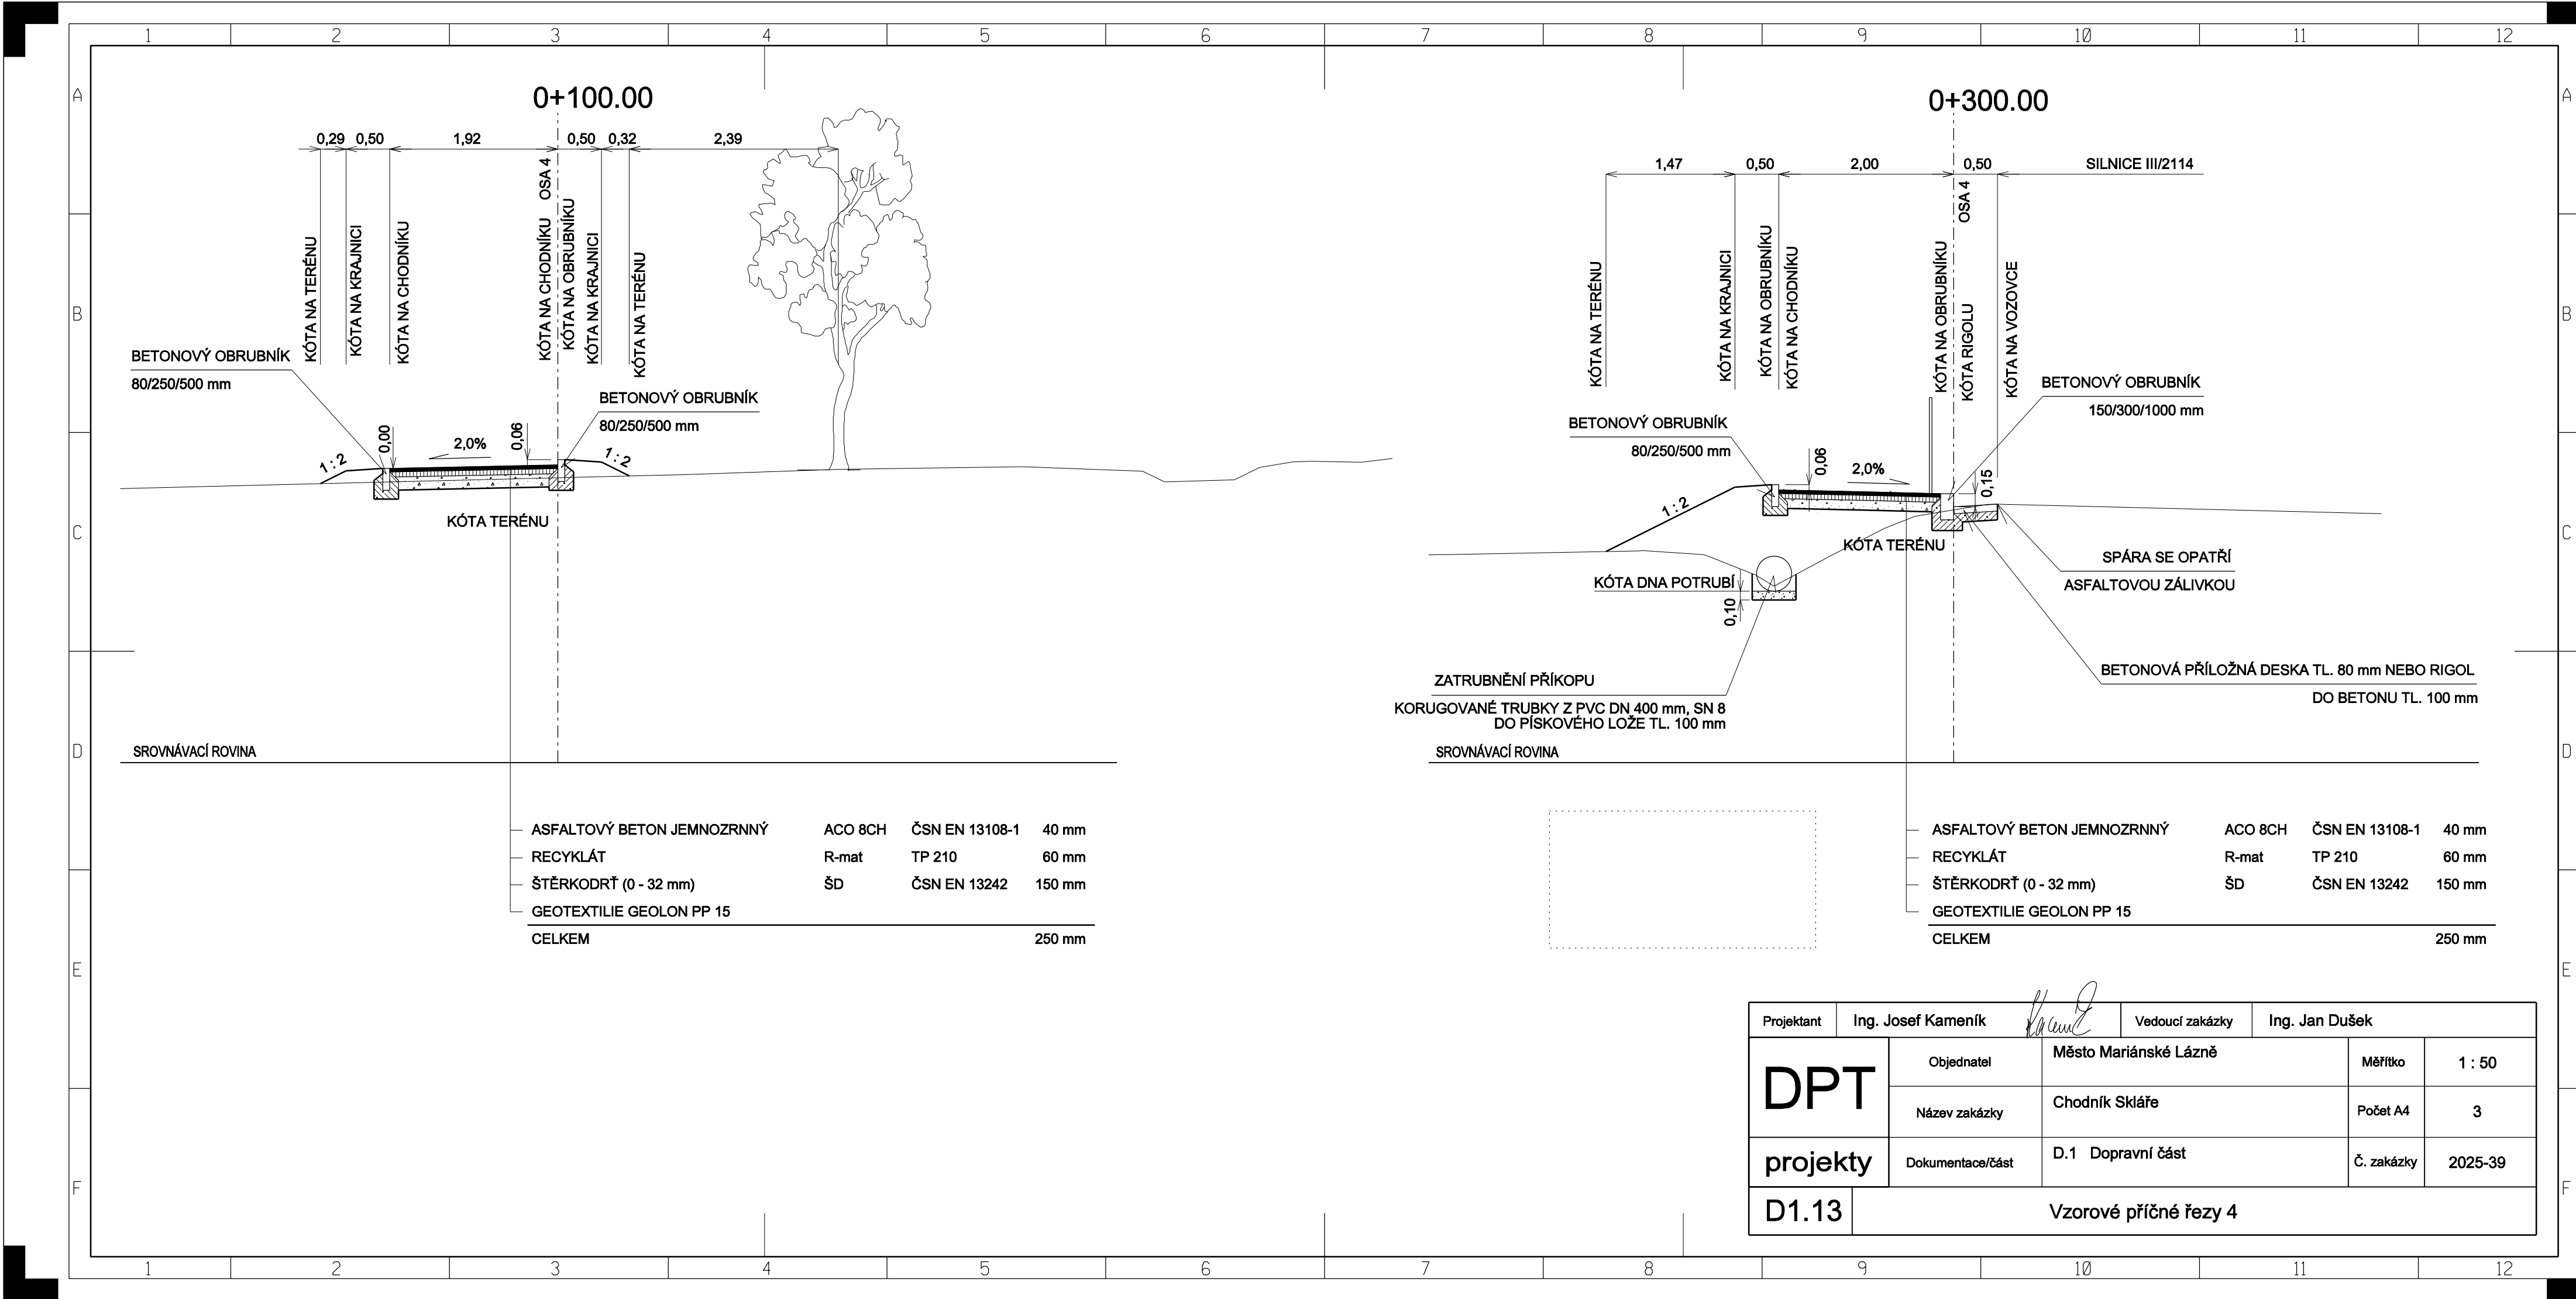 1 2 3 4 5 6 7 8 9 10 11 12
A A
0+100.00
0,29 0,50 1,92 0,50 0,32 2,39
OSA 4
KÓTA NA TERÉNU
KÓTA NA KRAJNICI
KÓTA NA CHODNÍKU
KÓTA NA CHODNÍKU
KÓTA NA OBRUBNÍKU
KÓTA NA KRAJNICI
KÓTA NA TERÉNU
BETONOVÝ OBRUBNÍK
80/250/500 mm
BETONOVÝ OBRUBNÍK
80/250/500 mm
1 : 2
0,00
2,0%
0,06
1 : 2
KÓTA TERÉNU
SROVNÁVACÍ ROVINA
ASFALTOVÝ BETON JEMNOZRNNÝ ACO 8CH ČSN EN 13108-1 40 mm
RECYKLÁT R-mat TP 210 60 mm
ŠTĚRKODRŤ (0 - 32 mm) ŠD ČSN EN 13242 150 mm
GEOTEXTILIE GEOLON PP 15
CELKEM 250 mm
0+300.00
1,47 0,50 2,00 0,50 SILNICE III/2114
OSA 4
KÓTA NA TERÉNU
KÓTA NA KRAJNICI
KÓTA NA OBRUBNÍKU
KÓTA NA CHODNÍKU
KÓTA NA OBRUBNÍKU
KÓTA RIGOLU
KÓTA NA VOZOVCE
BETONOVÝ OBRUBNÍK
150/300/1000 mm
BETONOVÝ OBRUBNÍK
80/250/500 mm
1 : 2
0,06
2,0%
0,15
KÓTA TERÉNU
SPÁRA SE OPATŘÍ
ASFALTOVOU ZÁLIVKOU
KÓTA DNA POTRUBÍ
0,10
BETONOVÁ PŘÍLOŽNÁ DESKA TL. 80 mm NEBO RIGOL
DO BETONU TL. 100 mm
ZATRUBNĚNÍ PŘÍKOPU
KORUGOVANÉ TRUBKY Z PVC DN 400 mm, SN 8
DO PÍSKOVÉHO LOŽE TL. 100 mm
SROVNÁVACÍ ROVINA
ASFALTOVÝ BETON JEMNOZRNNÝ ACO 8CH ČSN EN 13108-1 40 mm
RECYKLÁT R-mat TP 210 60 mm
ŠTĚRKODRŤ (0 - 32 mm) ŠD ČSN EN 13242 150 mm
GEOTEXTILIE GEOLON PP 15
CELKEM 250 mm
B B
C C
D D
E E
F F
Projektant Ing. Josef Kameník Vedoucí zakázky Ing. Jan Dušek
DPT
projekty
Objednatel Město Mariánské Lázně Měřítko 1 : 50
Název zakázky Chodník Skláře Počet A4 3
Dokumentace/část D.1 Dopravní část Č. zakázky 2025-39
D1.13 Vzorové příčné řezy 4
1 2 3 4 5 6 7 8 9 10 11 12